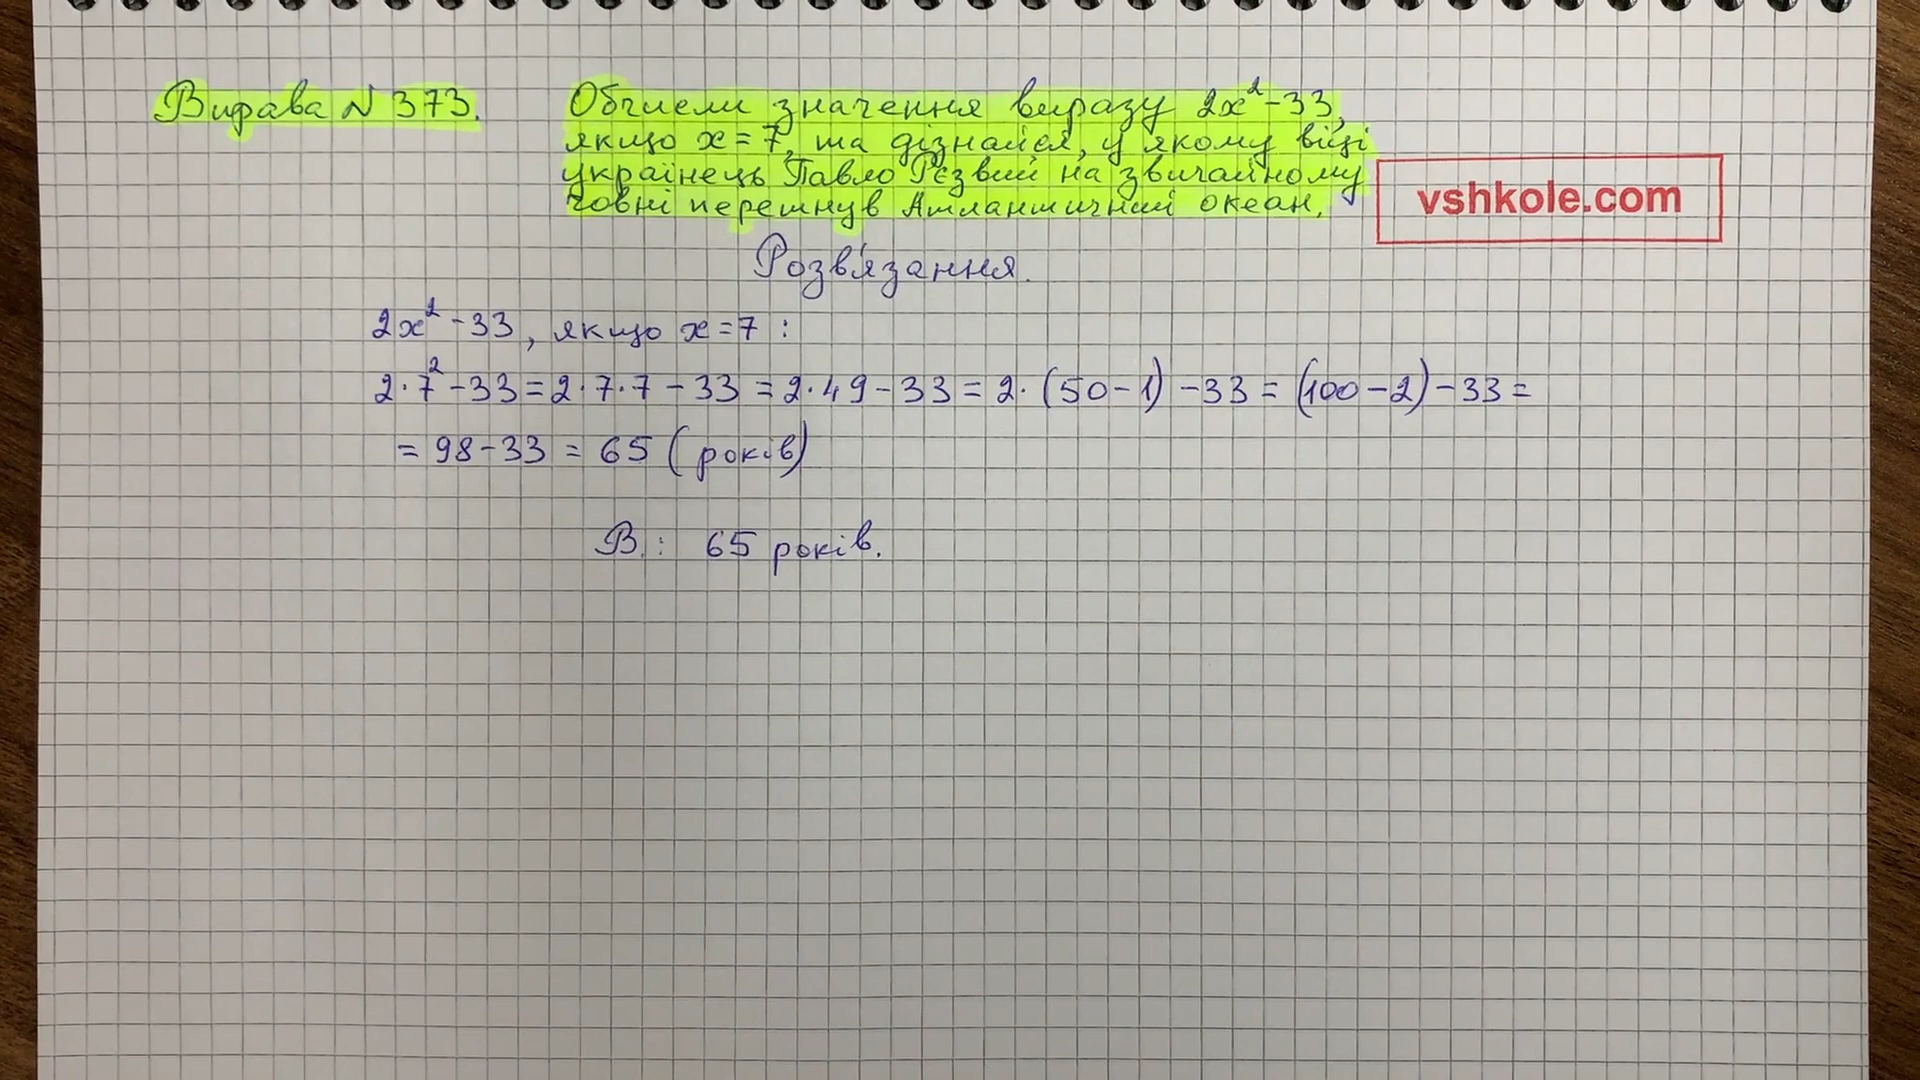 Вправа № 373.
Обчисли значення виразу 2x²-33,
якщо x=7, та дізнайся, у якому віці
українець Павло Рєзвий на звичайному
човні перетнув Атлантичний океан.
vshkole.com
Розв'язання.
2x²-33, якщо x=7:
2·7²-33=2·7·7-33=2·49-33=2·(50-1)-33=(100-2)-33=
=98-33=65 (років)
В.: 65 років.